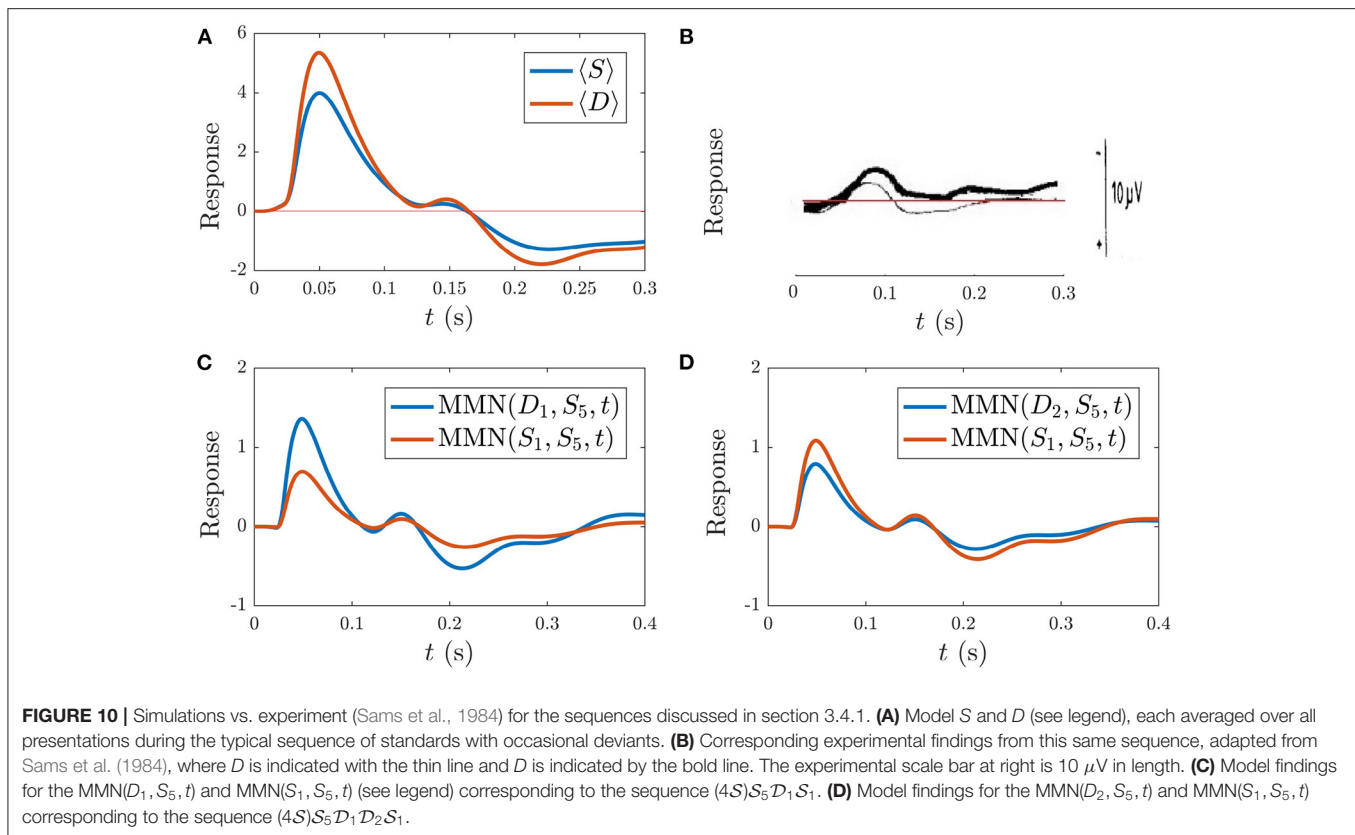 A
Response
6
4
2
0
-2
0
0.05
0.1
0.15
0.2
0.25
0.3
t (s)
⟨S⟩
⟨D⟩
B
Response
0
0.1
0.2
0.3
t (s)
-
10 μV
+
C
Response
2
1
0
-1
0
0.1
0.2
0.3
0.4
t (s)
MMN(D₁, S₅, t)
MMN(S₁, S₅, t)
D
Response
2
1
0
-1
0
0.1
0.2
0.3
0.4
t (s)
MMN(D₂, S₅, t)
MMN(S₁, S₅, t)
FIGURE 10 | Simulations vs. experiment (Sams et al., 1984) for the sequences discussed in section 3.4.1. (A) Model S and D (see legend), each averaged over all
presentations during the typical sequence of standards with occasional deviants. (B) Corresponding experimental findings from this same sequence, adapted from
Sams et al. (1984), where D is indicated with the thin line and D is indicated by the bold line. The experimental scale bar at right is 10 μV in length. (C) Model findings
for the MMN(D₁, S₅, t) and MMN(S₁, S₅, t) (see legend) corresponding to the sequence (4𝒮)𝒮₅𝒟₁𝒮₁. (D) Model findings for the MMN(D₂, S₅, t) and MMN(S₁, S₅, t)
corresponding to the sequence (4𝒮)𝒮₅𝒟₁𝒟₂𝒮₁.